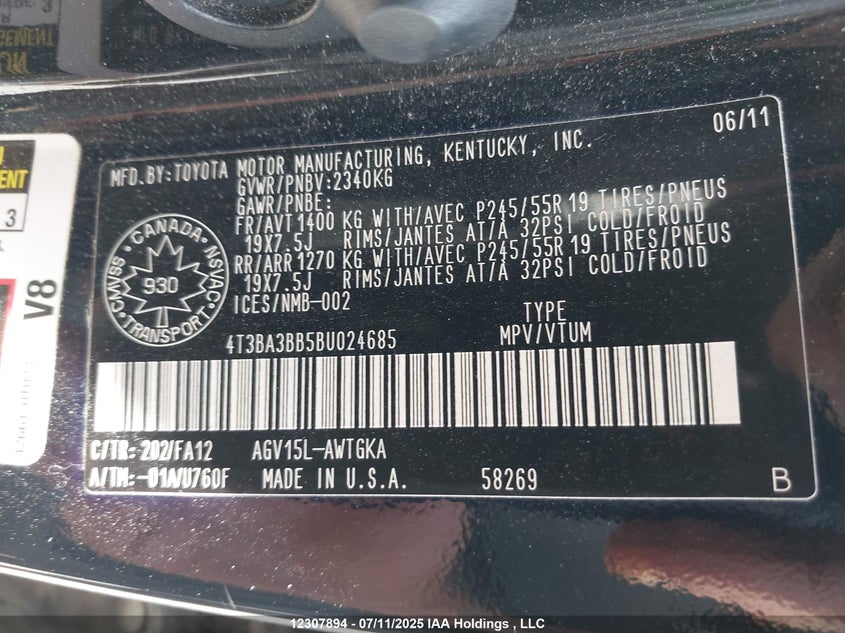 06/11
MFD.BY:TOYOTA MOTOR MANUFACTURING, KENTUCKY, INC.
GVWR/PNBV:2340KG
GAWR/PNBE:
FR/AVT 1400 KG WITH/AVEC P245/55R 19 TIRES/PNEUS
19X7.5J RIMS/JANTES AT/A 32PSI COLD/FROID
RR/ARR 1270 KG WITH/AVEC P245/55R 19 TIRES/PNEUS
19X7.5J RIMS/JANTES AT/A 32PSI COLD/FROID
ICES/NMB-002
CANADA
CMVSS NSVAC
930
TRANSPORT
TYPE
4T3BA3BB5BU024685 MPV/VTUM
C/TR: 202/FA12 AGV15L-AWTGKA
A/TM:-01A/U760F MADE IN U.S.A. 58269 B
V8
3
12307894 - 07/11/2025 IAA Holdings , LLC